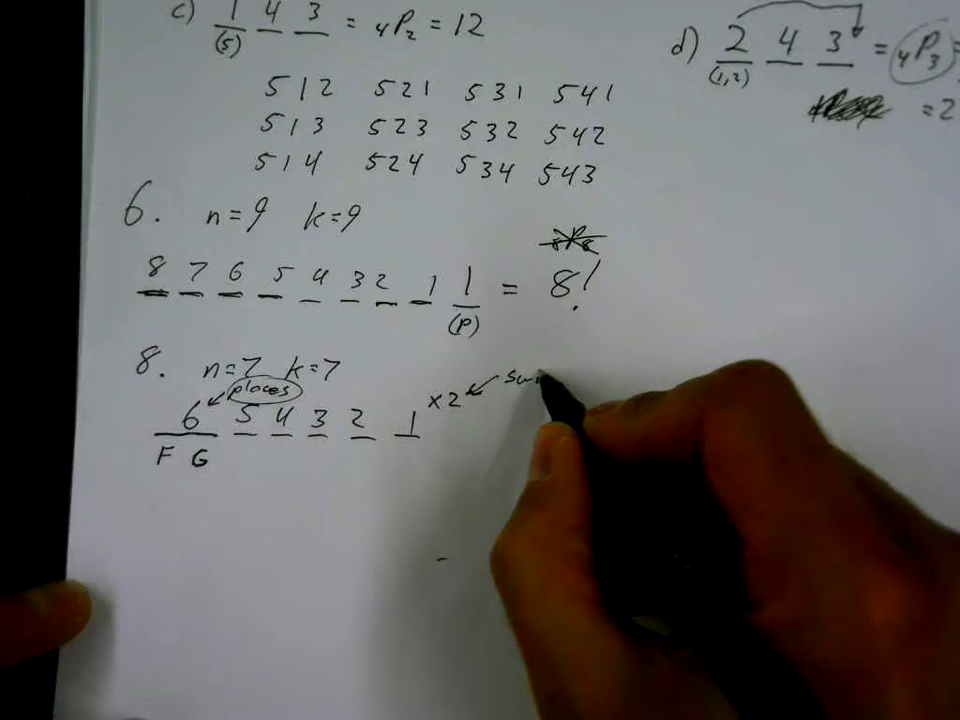 c) 1 4 3 = ₄P₂ = 12
(5)
512 521 531 541
513 523 532 542
514 524 534 543
d) 2 4 3 = ₄P₃ =
(1,2)
= 2
6. n=9 k=9
8 7 6 5 4 3 2 1 1 = 8!
(P)
8. n=7 k=7
places
6 5 4 3 2 1 ×2
F G